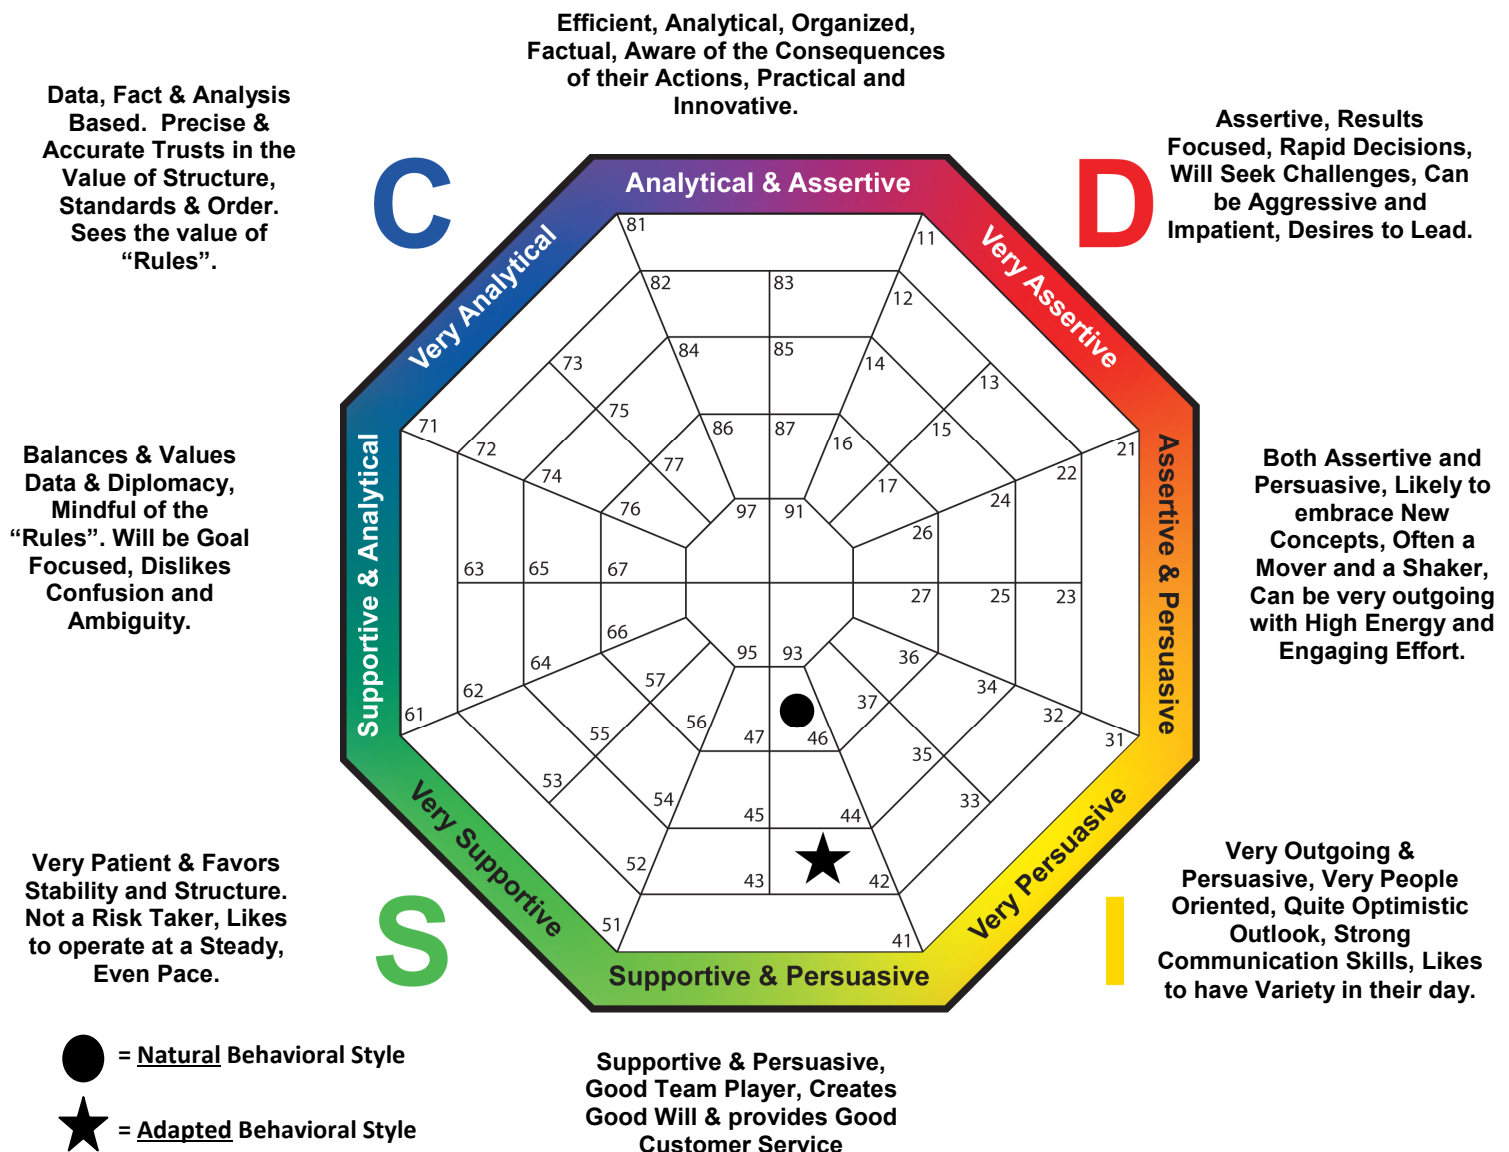 Efficient, Analytical, Organized,
Factual, Aware of the Consequences
of their Actions, Practical and
Innovative.
Data, Fact & Analysis
Based. Precise &
Accurate Trusts in the
Value of Structure,
Standards & Order.
Sees the value of
“Rules”.
C
D
Assertive, Results
Focused, Rapid Decisions,
Will Seek Challenges, Can
be Aggressive and
Impatient, Desires to Lead.
Analytical & Assertive
Very Analytical
Very Assertive
81
11
82
83
12
84
85
14
73
13
75
15
71
86
87
16
21
72
77
22
74
17
24
76
97
91
26
Balances & Values
Data & Diplomacy,
Mindful of the
“Rules”. Will be Goal
Focused, Dislikes
Confusion and
Ambiguity.
Supportive & Analytical
Assertive & Persuasive
Both Assertive and
Persuasive, Likely to
embrace New
Concepts, Often a
Mover and a Shaker,
Can be very outgoing
with High Energy and
Engaging Effort.
63
65
67
27
25
23
66
95
93
36
64
57
34
62
37
61
56
32
55
47
46
31
35
53
54
33
45
44
52
43
42
51
41
Very Supportive
Very Persuasive
Supportive & Persuasive
Very Patient & Favors
Stability and Structure.
Not a Risk Taker, Likes
to operate at a Steady,
Even Pace.
S
I
Very Outgoing &
Persuasive, Very People
Oriented, Quite Optimistic
Outlook, Strong
Communication Skills, Likes
to have Variety in their day.
= Natural Behavioral Style
= Adapted Behavioral Style
Supportive & Persuasive,
Good Team Player, Creates
Good Will & provides Good
Customer Service